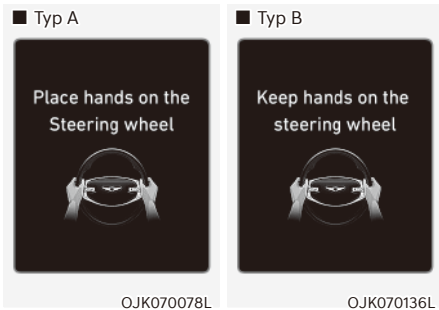 ■ Typ A
Place hands on the
Steering wheel
OJK070078L
■ Typ B
Keep hands on the
steering wheel
OJK070136L